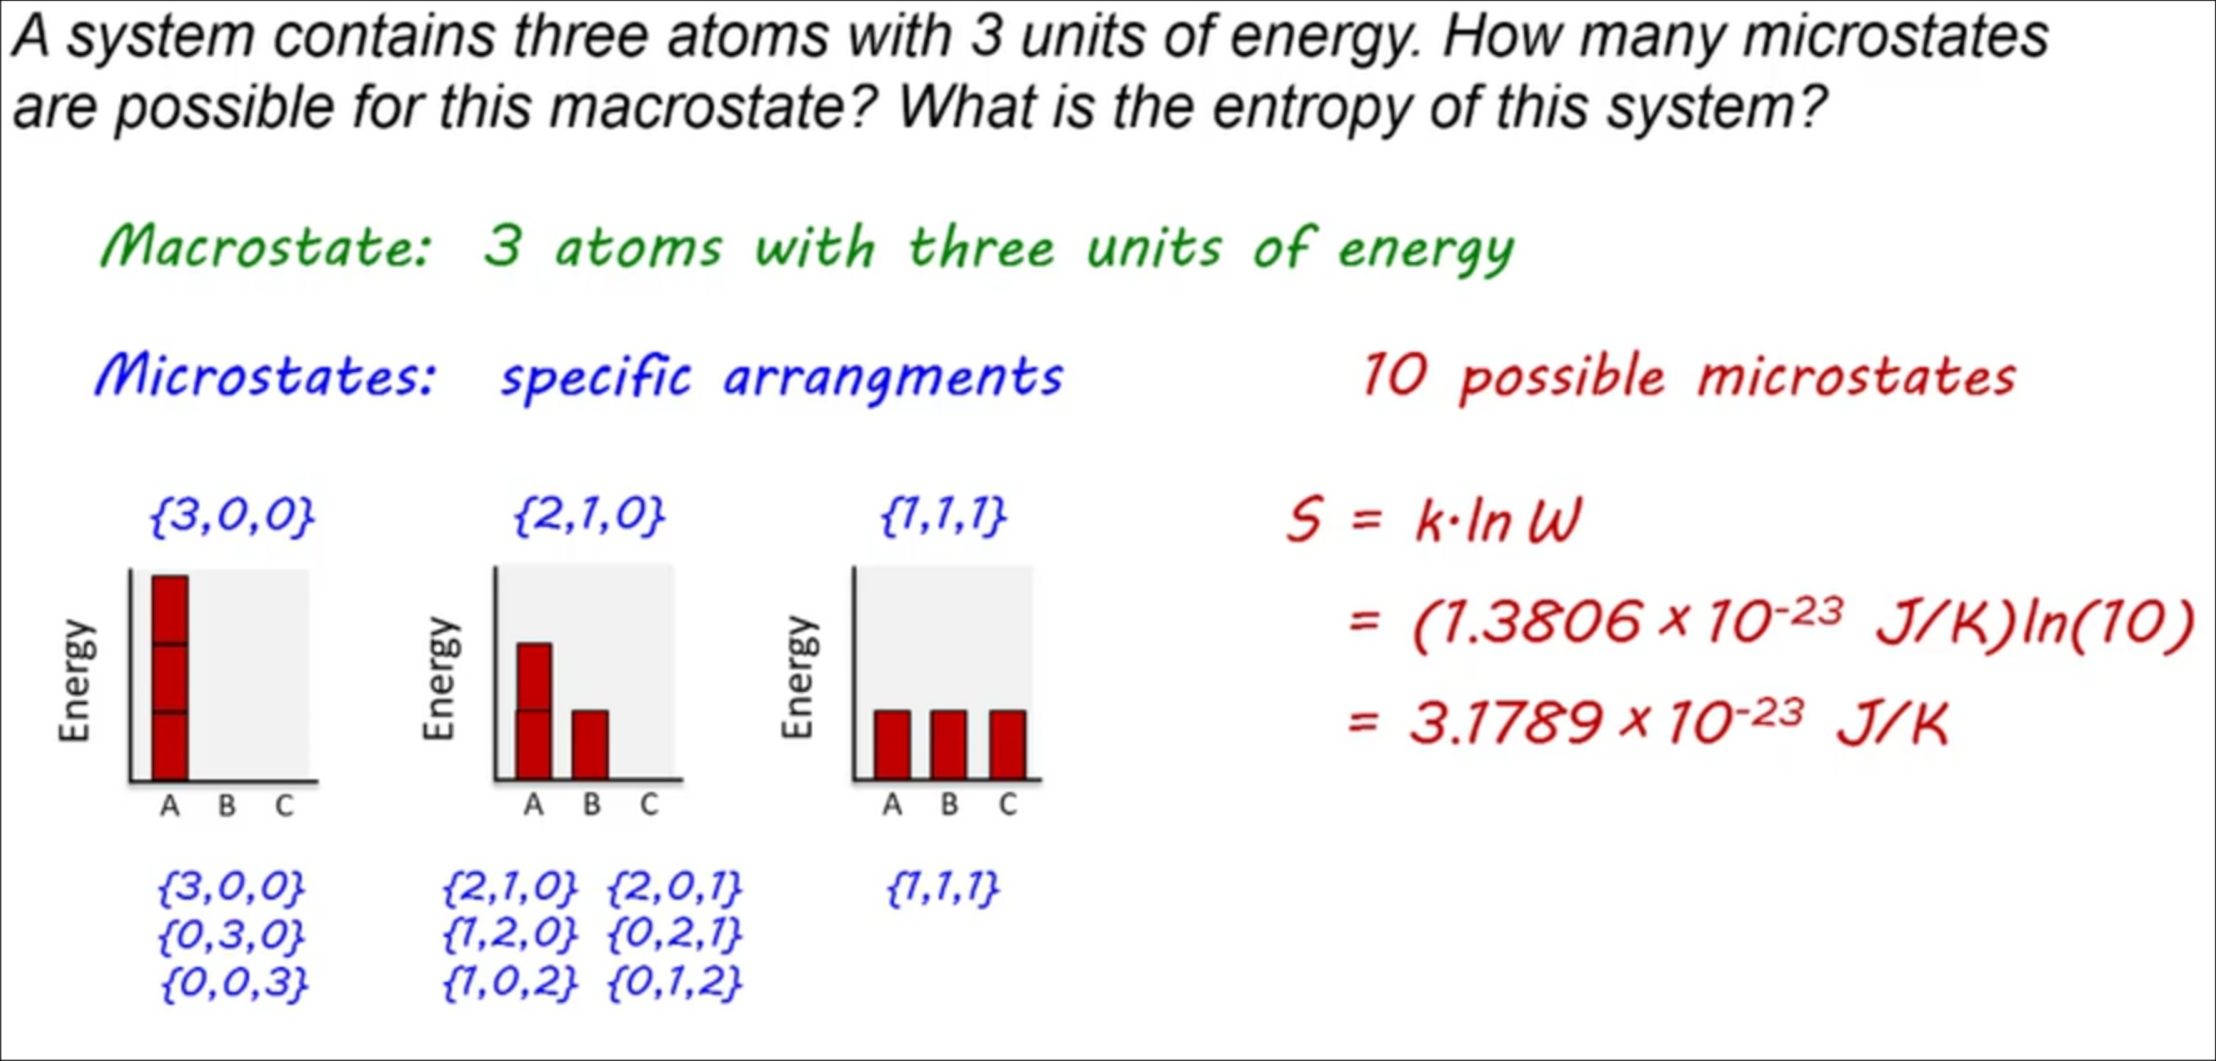 A system contains three atoms with 3 units of energy. How many microstates
are possible for this macrostate? What is the entropy of this system?
Macrostate: 3 atoms with three units of energy
Microstates: specific arrangments
10 possible microstates
{3,0,0}
Energy
A B C
{3,0,0}
{0,3,0}
{0,0,3}
{2,1,0}
Energy
A B C
{2,1,0} {2,0,1}
{1,2,0} {0,2,1}
{1,0,2} {0,1,2}
{1,1,1}
Energy
A B C
{1,1,1}
S = k·ln W
= (1.3806 × 10⁻²³ J/K)ln(10)
= 3.1789 × 10⁻²³ J/K